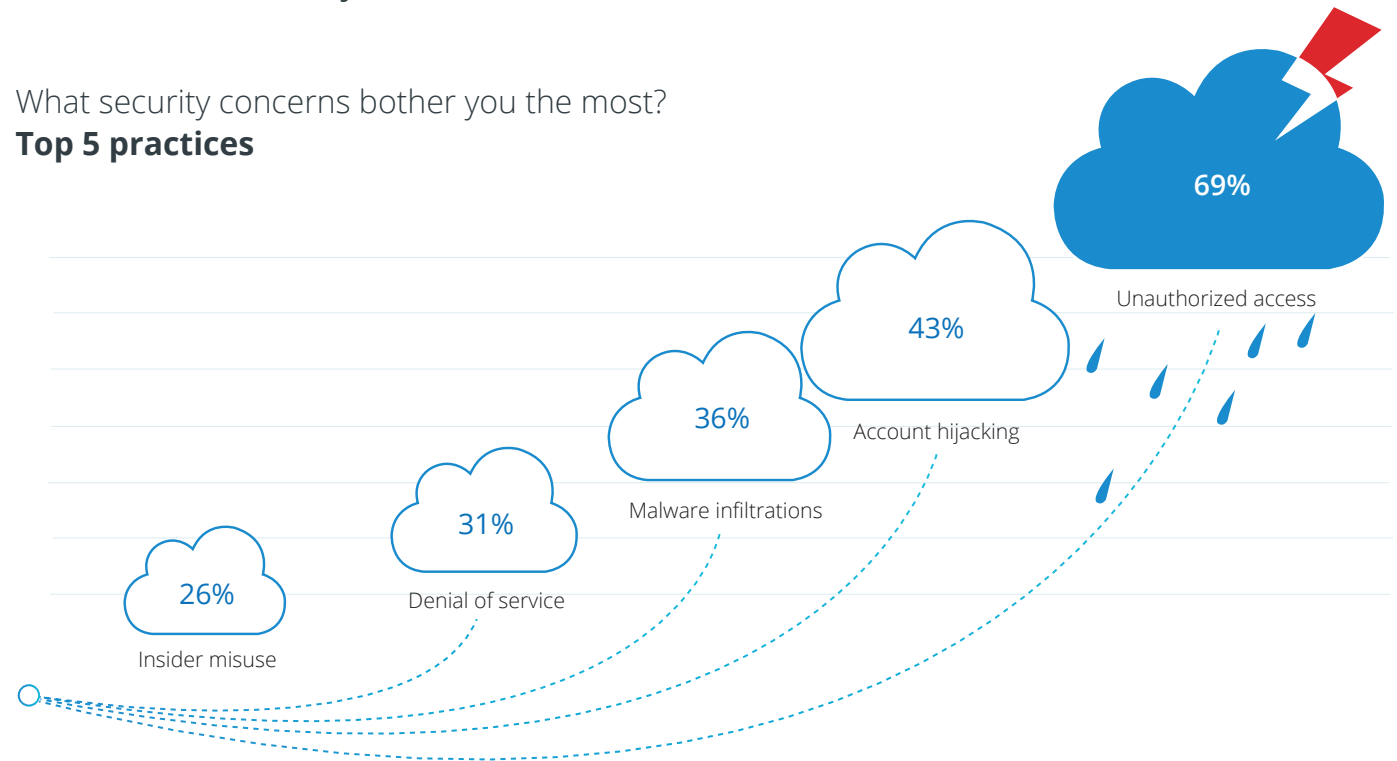 What security concerns bother you the most?
Top 5 practices
69%
Unauthorized access
43%
Account hijacking
36%
Malware infiltrations
31%
Denial of service
26%
Insider misuse